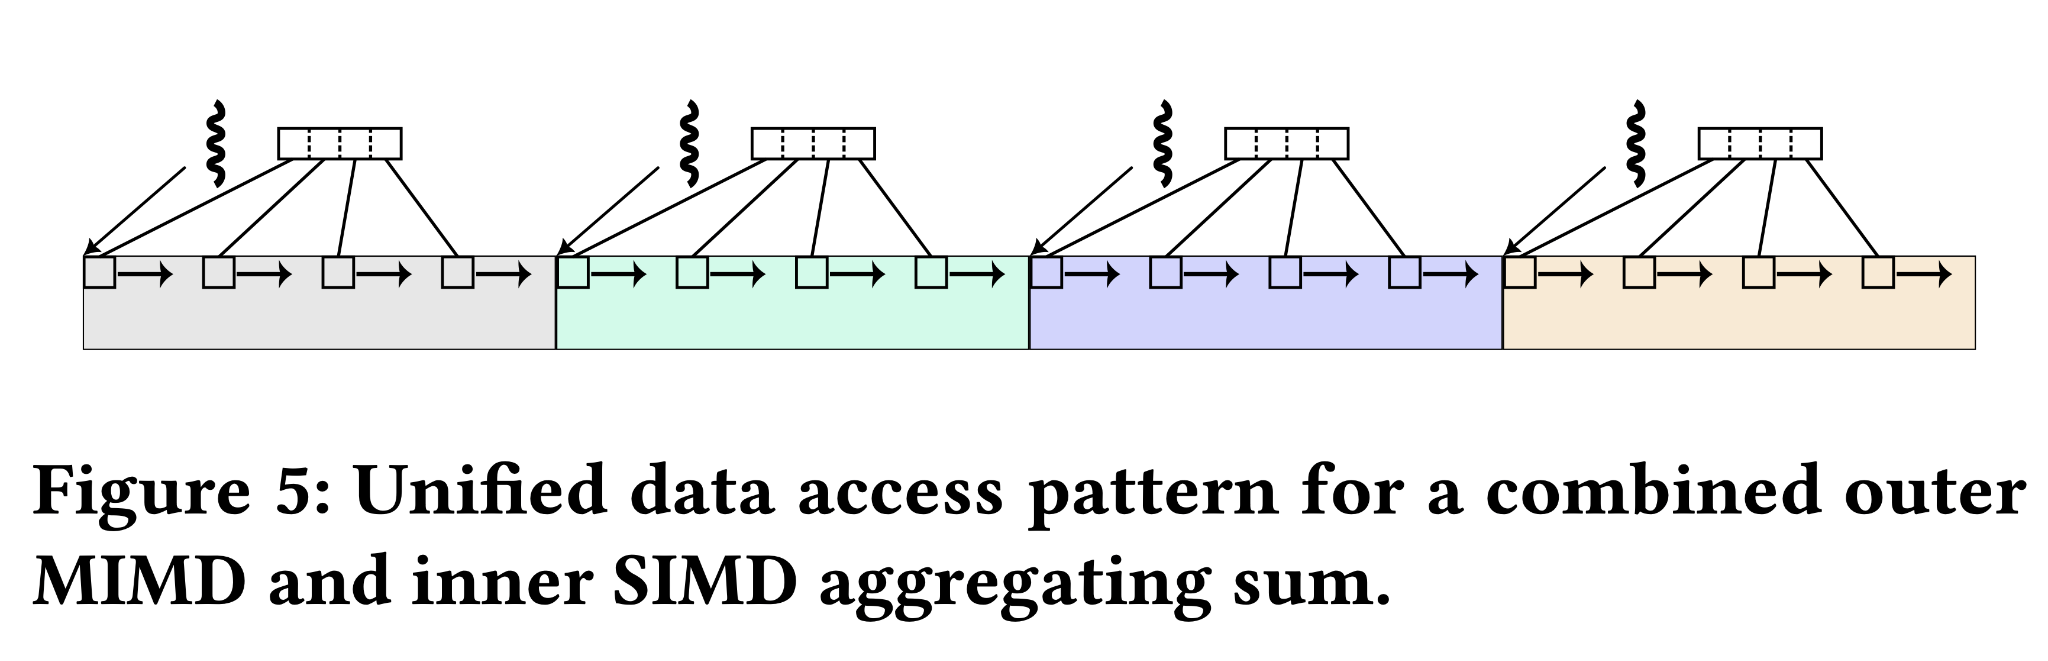 Figure 5: Unified data access pattern for a combined outer
MIMD and inner SIMD aggregating sum.